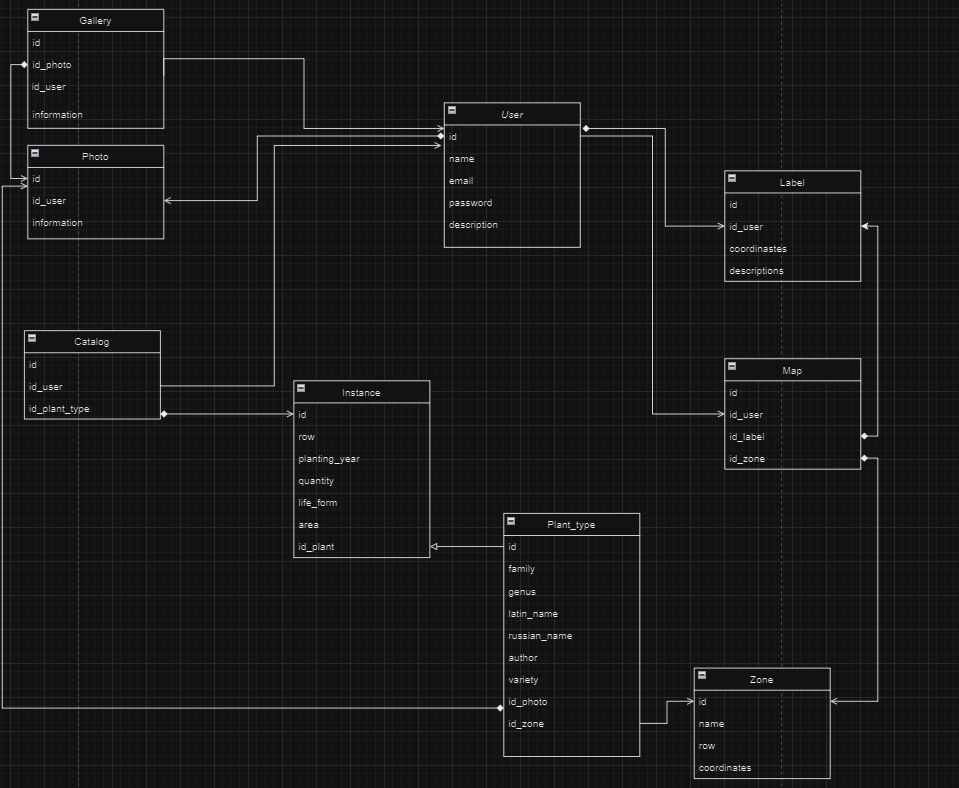 Gallery
id
id_photo
id_user
information
Photo
id
id_user
information
User
id
name
email
password
description
Label
id
id_user
coordinastes
descriptions
Catalog
id
id_user
id_plant_type
Instance
id
row
planting_year
quantity
life_form
area
id_plant
Map
id
id_user
id_label
id_zone
Plant_type
id
family
genus
latin_name
russian_name
author
variety
id_photo
id_zone
Zone
id
name
row
coordinates